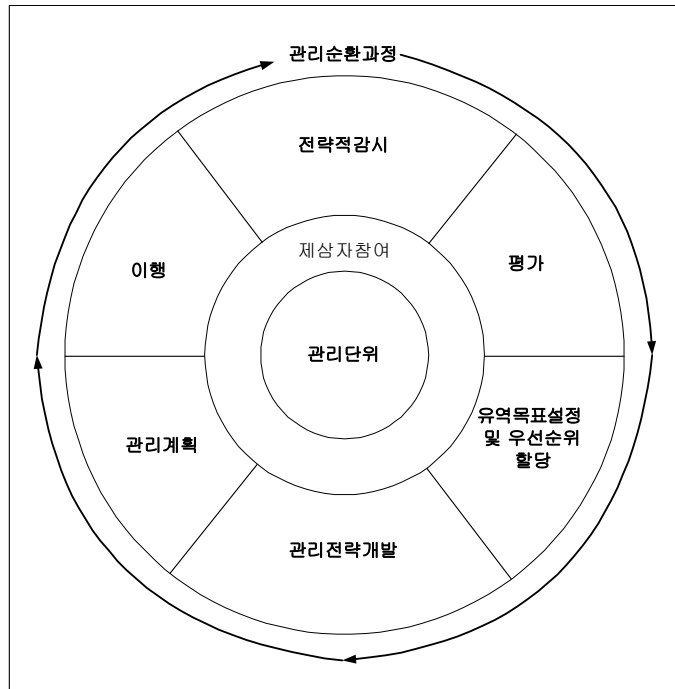 관리순환과정
전략적감시
제삼자참여
이행
평가
관리단위
유역목표설정
및 우선순위
할당
관리계획
관리전략개발